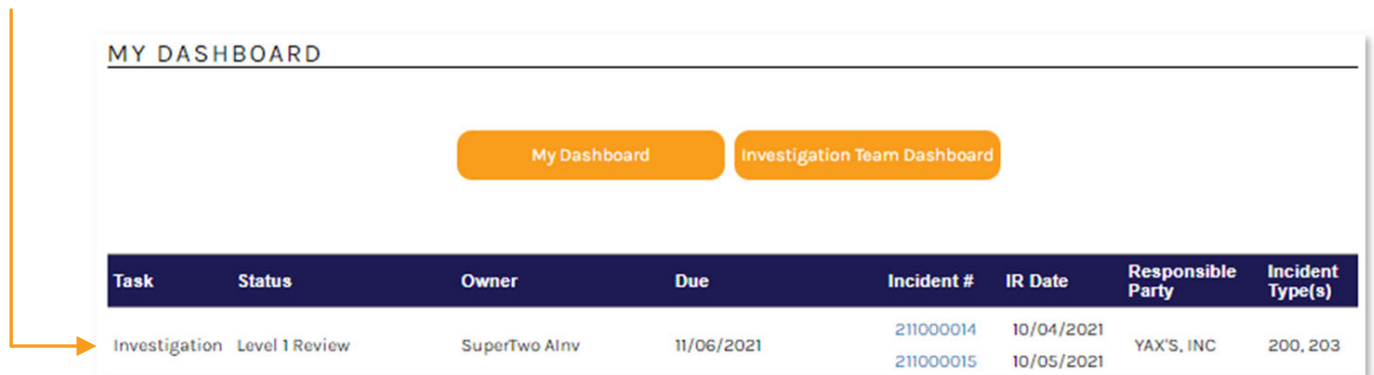 MY DASHBOARD
My Dashboard Investigation Team Dashboard
Task Status Owner Due Incident # IR Date Responsible Party Incident Type(s)
Investigation Level 1 Review SuperTwo AInv 11/06/2021 211000014 10/04/2021 YAX'S, INC 200, 203
211000015 10/05/2021